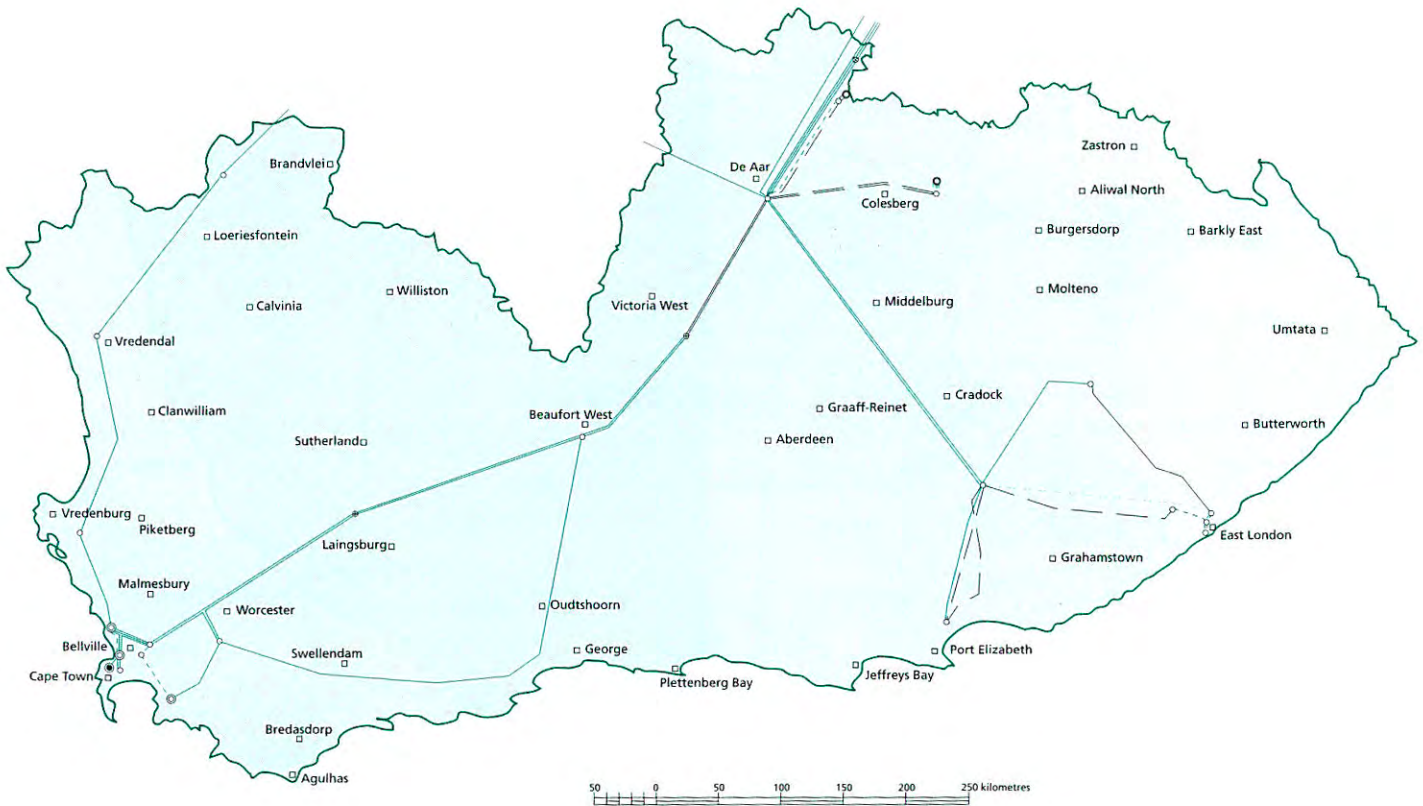 Zastron
Brandvlei
De Aar
Aliwal North
Colesberg
Burgersdorp
Barkly East
Loeriesfontein
Molteno
Williston
Middelburg
Victoria West
Calvinia
Umtata
Vredendal
Cradock
Graaff-Reinet
Clanwilliam
Beaufort West
Butterworth
Aberdeen
Sutherland
Vredenburg
Piketberg
East London
Laingsburg
Grahamstown
Malmesbury
Oudtshoorn
Worcester
Bellville
George
Port Elizabeth
Swellendam
Jeffreys Bay
Cape Town
Plettenberg Bay
Bredasdorp
Agulhas
50 0 50 100 150 200 250 kilometres